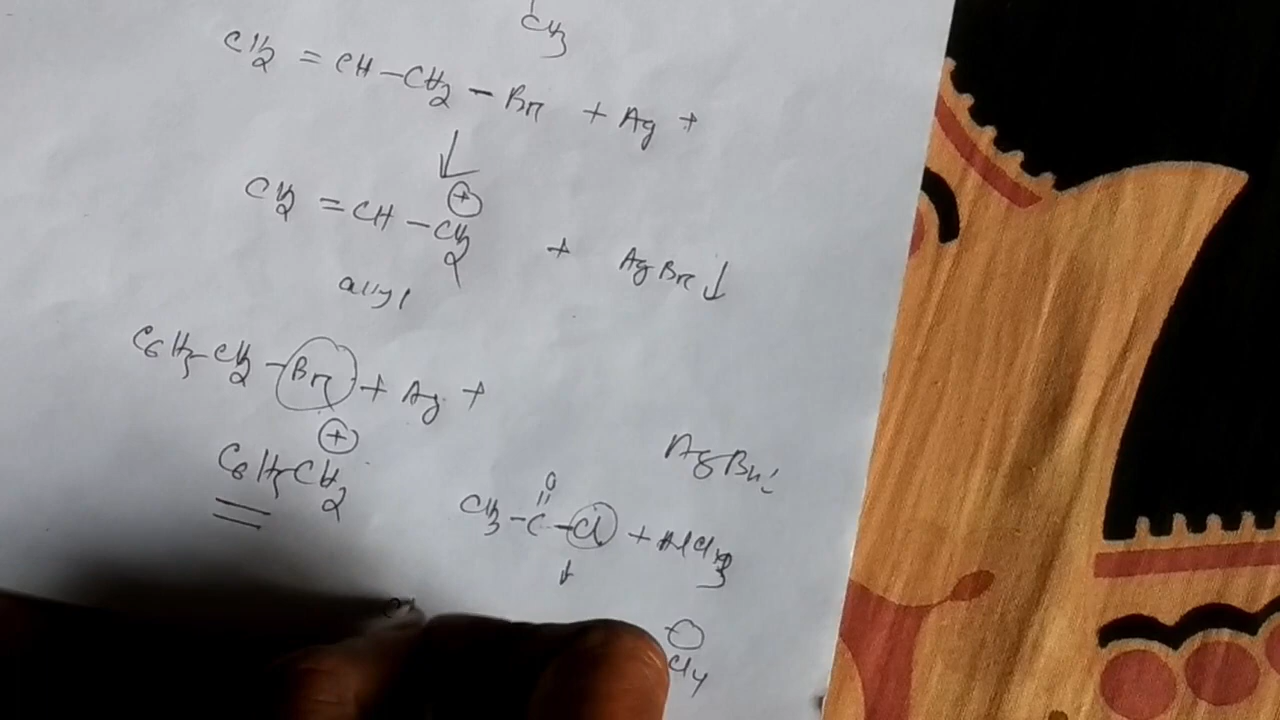 CH3
CH2 = CH - CH2 - Br + Ag +
CH2 = CH - CH2 + AgBr↓
⊕
allyl
C6H5 - CH2 - Br + Ag +
⊕
C6H5CH2
AgBr
O
CH3 - C - Cl + AlCl3
↓
⊖
Cl4